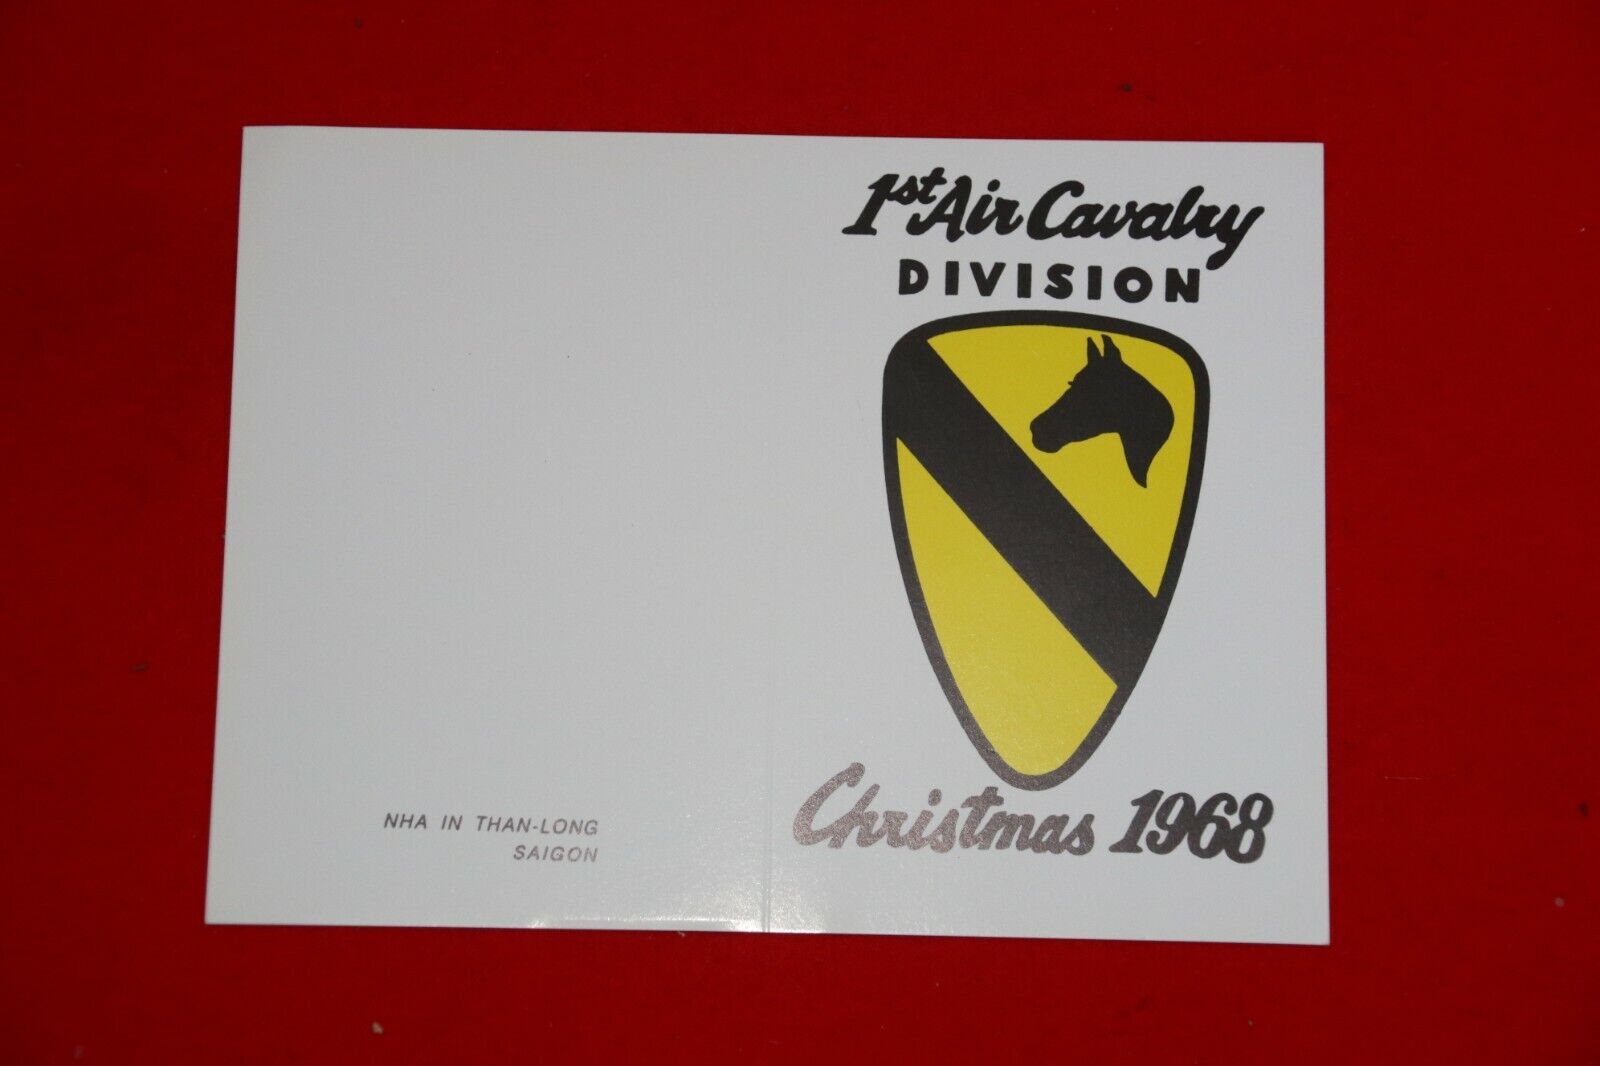 1st Air Cavalry
DIVISION
Christmas 1968
NHA IN THAN-LONG
SAIGON